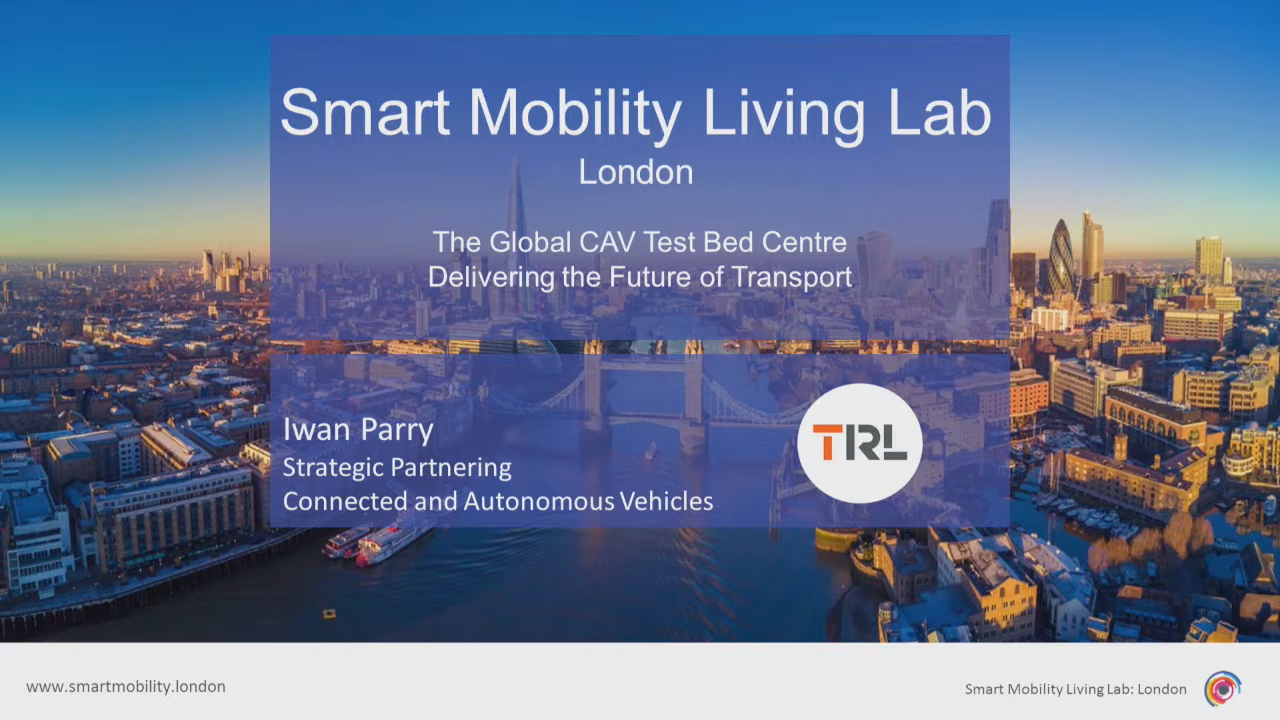 Smart Mobility Living Lab
London
The Global CAV Test Bed Centre
Delivering the Future of Transport
Iwan Parry
Strategic Partnering
Connected and Autonomous Vehicles
TRL
www.smartmobility.london
Smart Mobility Living Lab: London